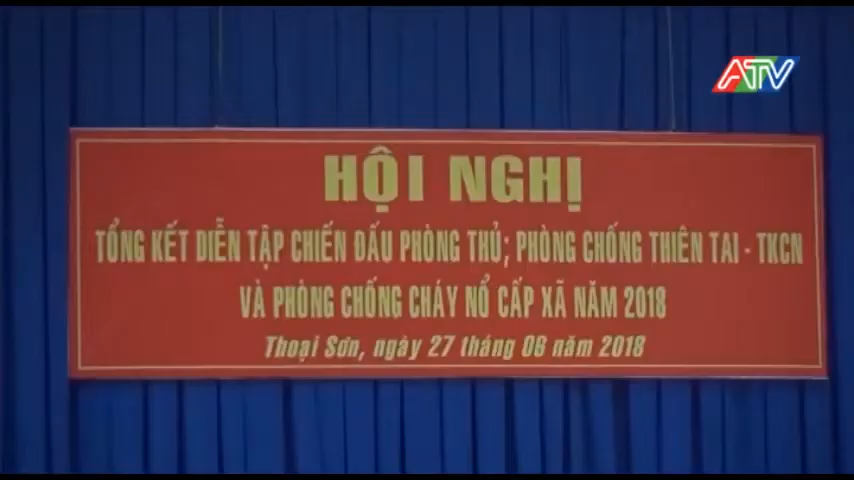 ATV
HỘI NGHỊ
TỔNG KẾT DIỄN TẬP CHIẾN ĐẤU PHÒNG THỦ; PHÒNG CHỐNG THIÊN TAI - TKCN
VÀ PHÒNG CHỐNG CHÁY NỔ CẤP XÃ NĂM 2018
Thoại Sơn, ngày 27 tháng 06 năm 2018